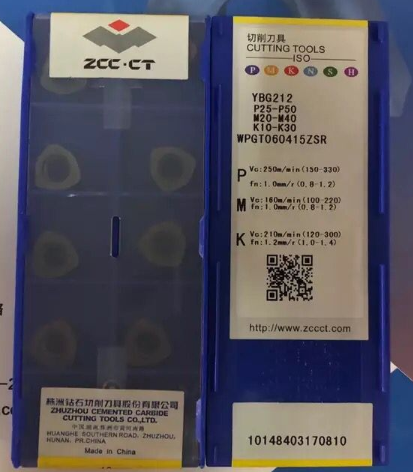 ZCC·CT
株洲钻石切削刀具股份有限公司
ZHUZHOU CEMENTED CARBIDE
CUTTING TOOLS CO.,LTD.
HUANGHE SOUTHERN ROAD, ZHUZHOU,
HUNAN, P.R.CHINA
Made in China
切削刀具
CUTTING TOOLS
ISO
P M K N S H
YBG212
P25-P50
M20-M40
K10-K30
WPGT060415ZSR
P Vc:250m/min(150-330)
fn:1.0mm/r(0.8-1.2)
M Vc:160m/min(100-220)
fn:1.0mm/r(0.8-1.2)
K Vc:210m/min(120-300)
fn:1.2mm/r(1.0-1.4)
http://www.zccct.com
10148403170810